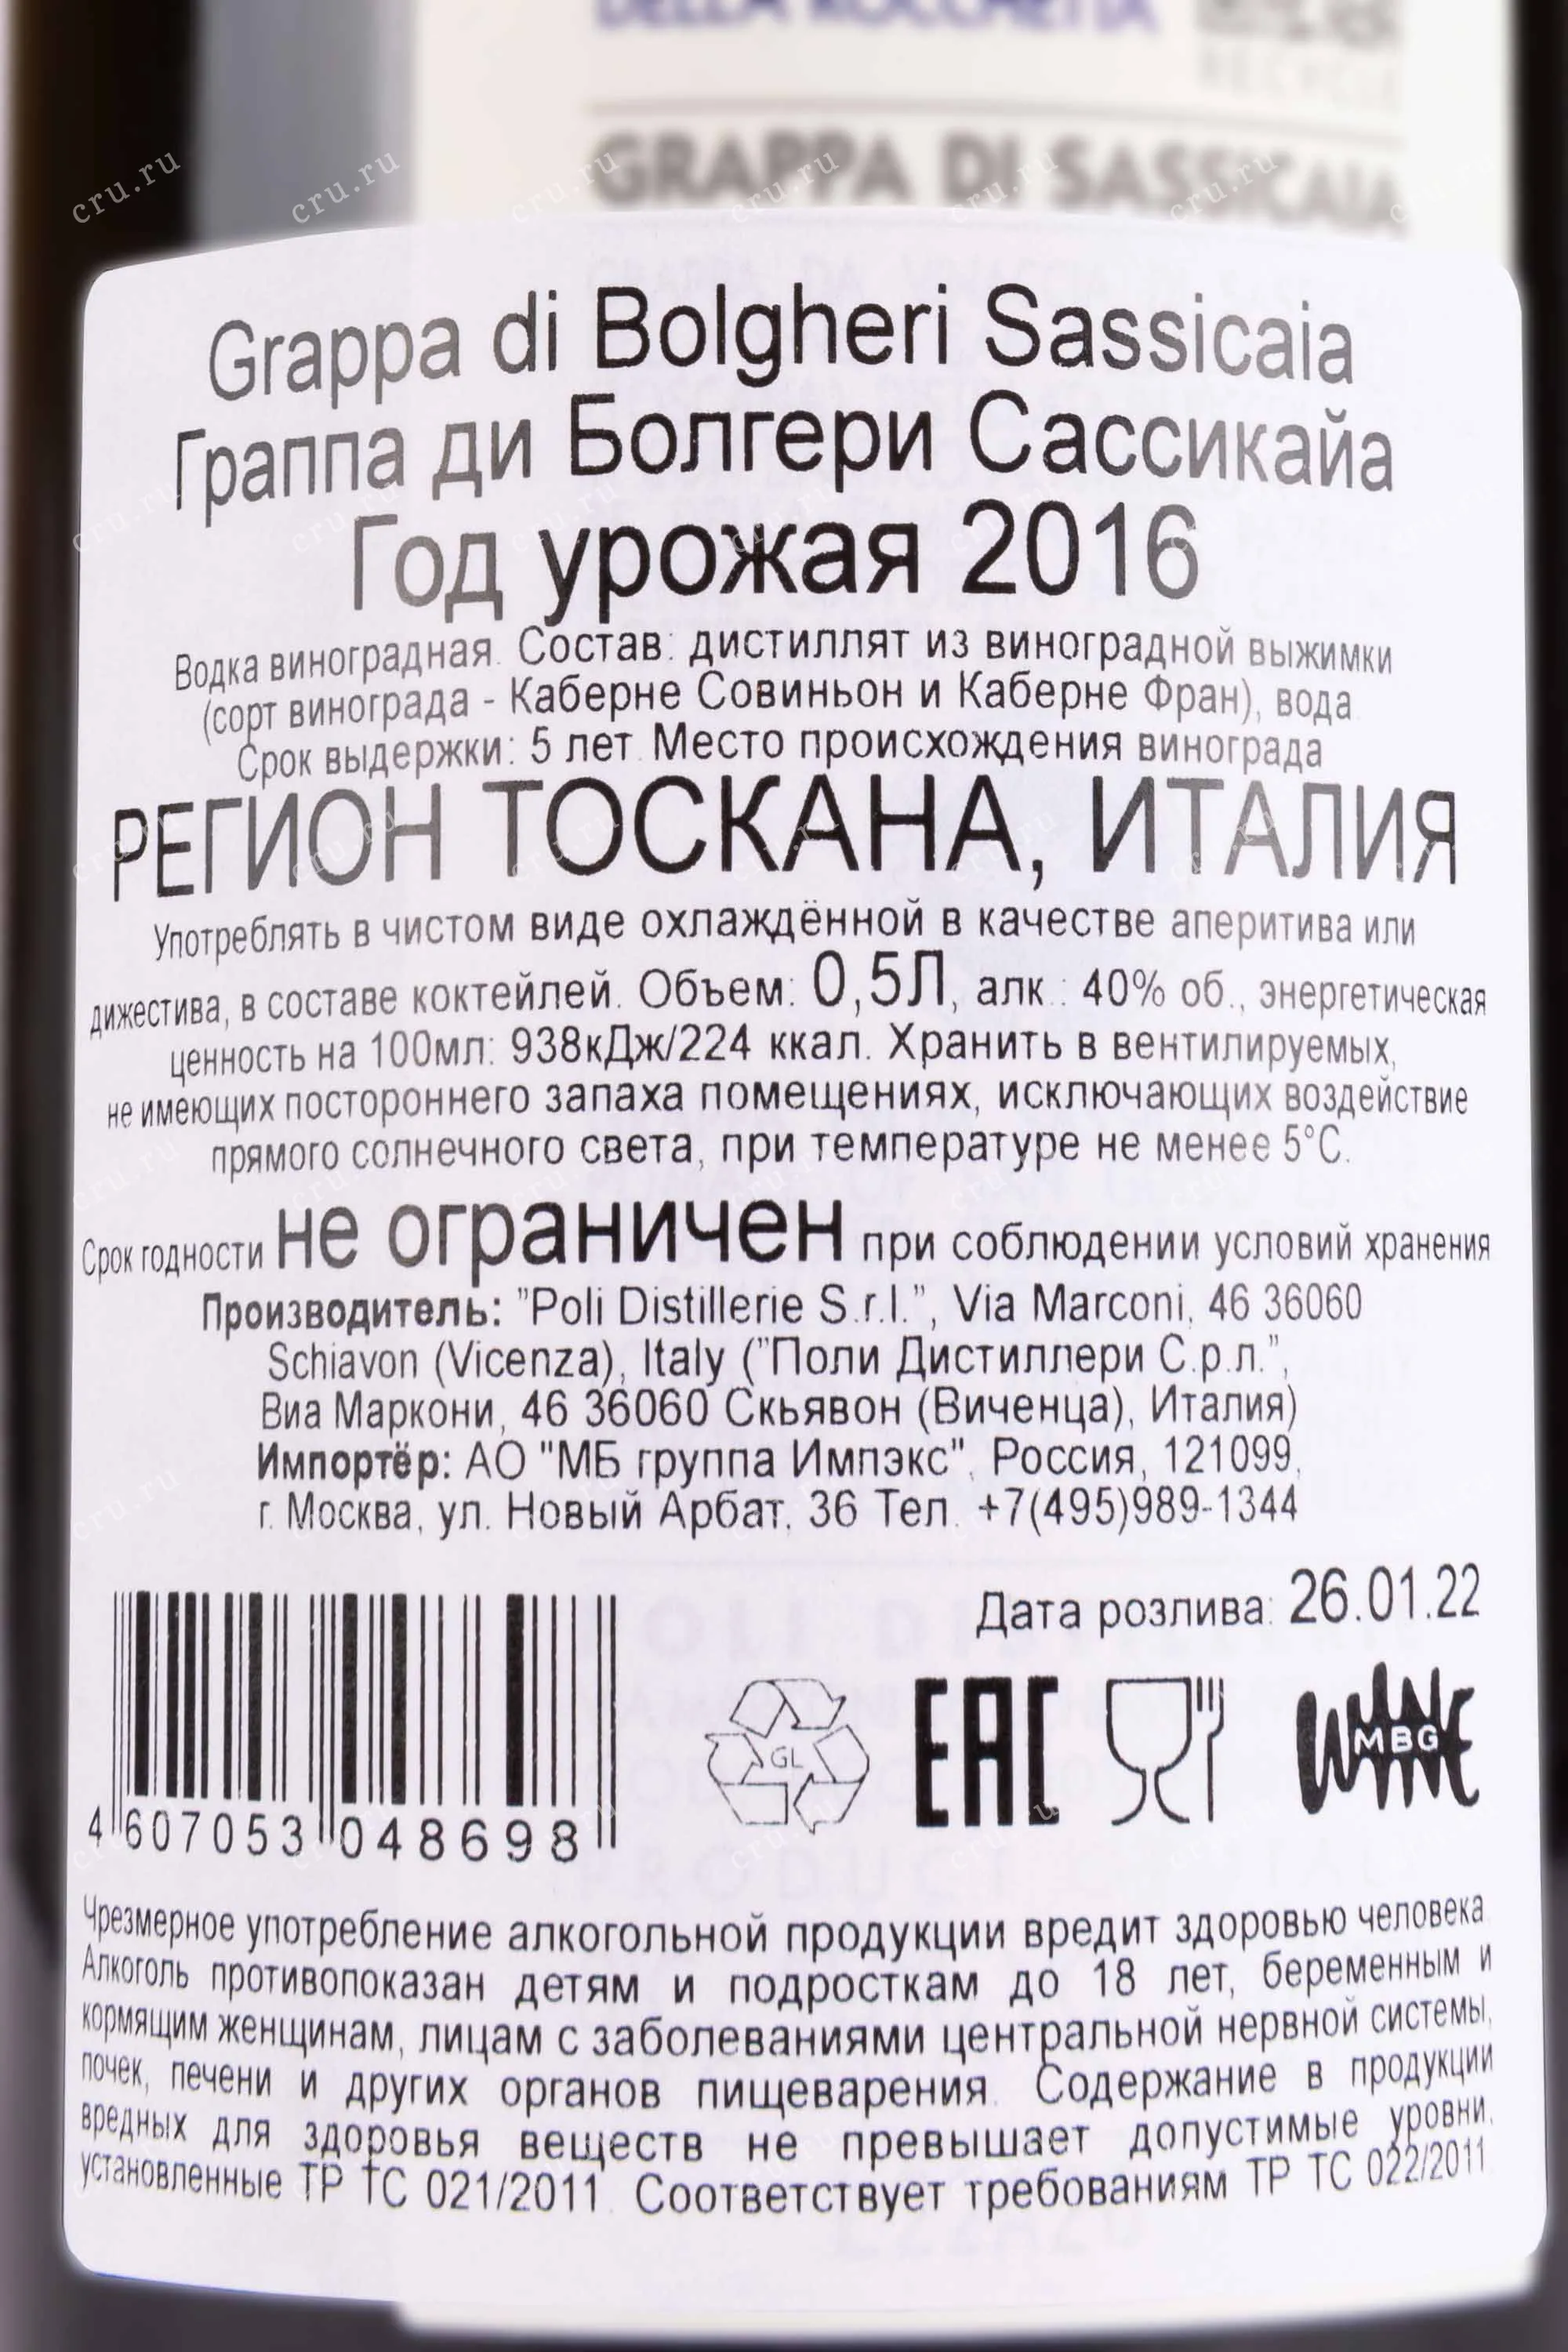 DELLA ROCCHETTA
RECYCLE
GRAPPA DI SASSICAIA
Grappa di Bolgheri Sassicaia
Граппа ди Болгери Сассикайа
Год урожая 2016
Водка виноградная. Состав: дистиллят из виноградной выжимки
(сорт винограда - Каберне Совиньон и Каберне Фран), вода.
Срок выдержки: 5 лет. Место происхождения винограда
РЕГИОН ТОСКАНА, ИТАЛИЯ
Употреблять в чистом виде охлаждённой в качестве аперитива или
дижестива, в составе коктейлей. Объем: 0,5Л, алк.: 40% об., энергетическая
ценность на 100мл: 938кДж/224 ккал. Хранить в вентилируемых,
не имеющих постороннего запаха помещениях, исключающих воздействие
прямого солнечного света, при температуре не менее 5°С.
Срок годности не ограничен при соблюдении условий хранения
Производитель: "Poli Distillerie S.r.l.", Via Marconi, 46 36060
Schiavon (Vicenza), Italy ("Поли Дистиллери С.р.л.",
Виа Маркони, 46 36060 Скьявон (Виченца), Италия)
Импортёр: АО "МБ группа Импэкс", Россия, 121099,
г. Москва, ул. Новый Арбат, 36 Тел. +7(495)989-1344
Дата розлива: 26.01.22
GL
EAC
WINE
MBG
4 607053 048698
Чрезмерное употребление алкогольной продукции вредит здоровью человека.
Алкоголь противопоказан детям и подросткам до 18 лет, беременным и
кормящим женщинам, лицам с заболеваниями центральной нервной системы,
почек, печени и других органов пищеварения. Содержание в продукции
вредных для здоровья веществ не превышает допустимые уровни,
установленные ТР ТС 021/2011. Соответствует требованиям ТР ТС 022/2011.
cru.ru